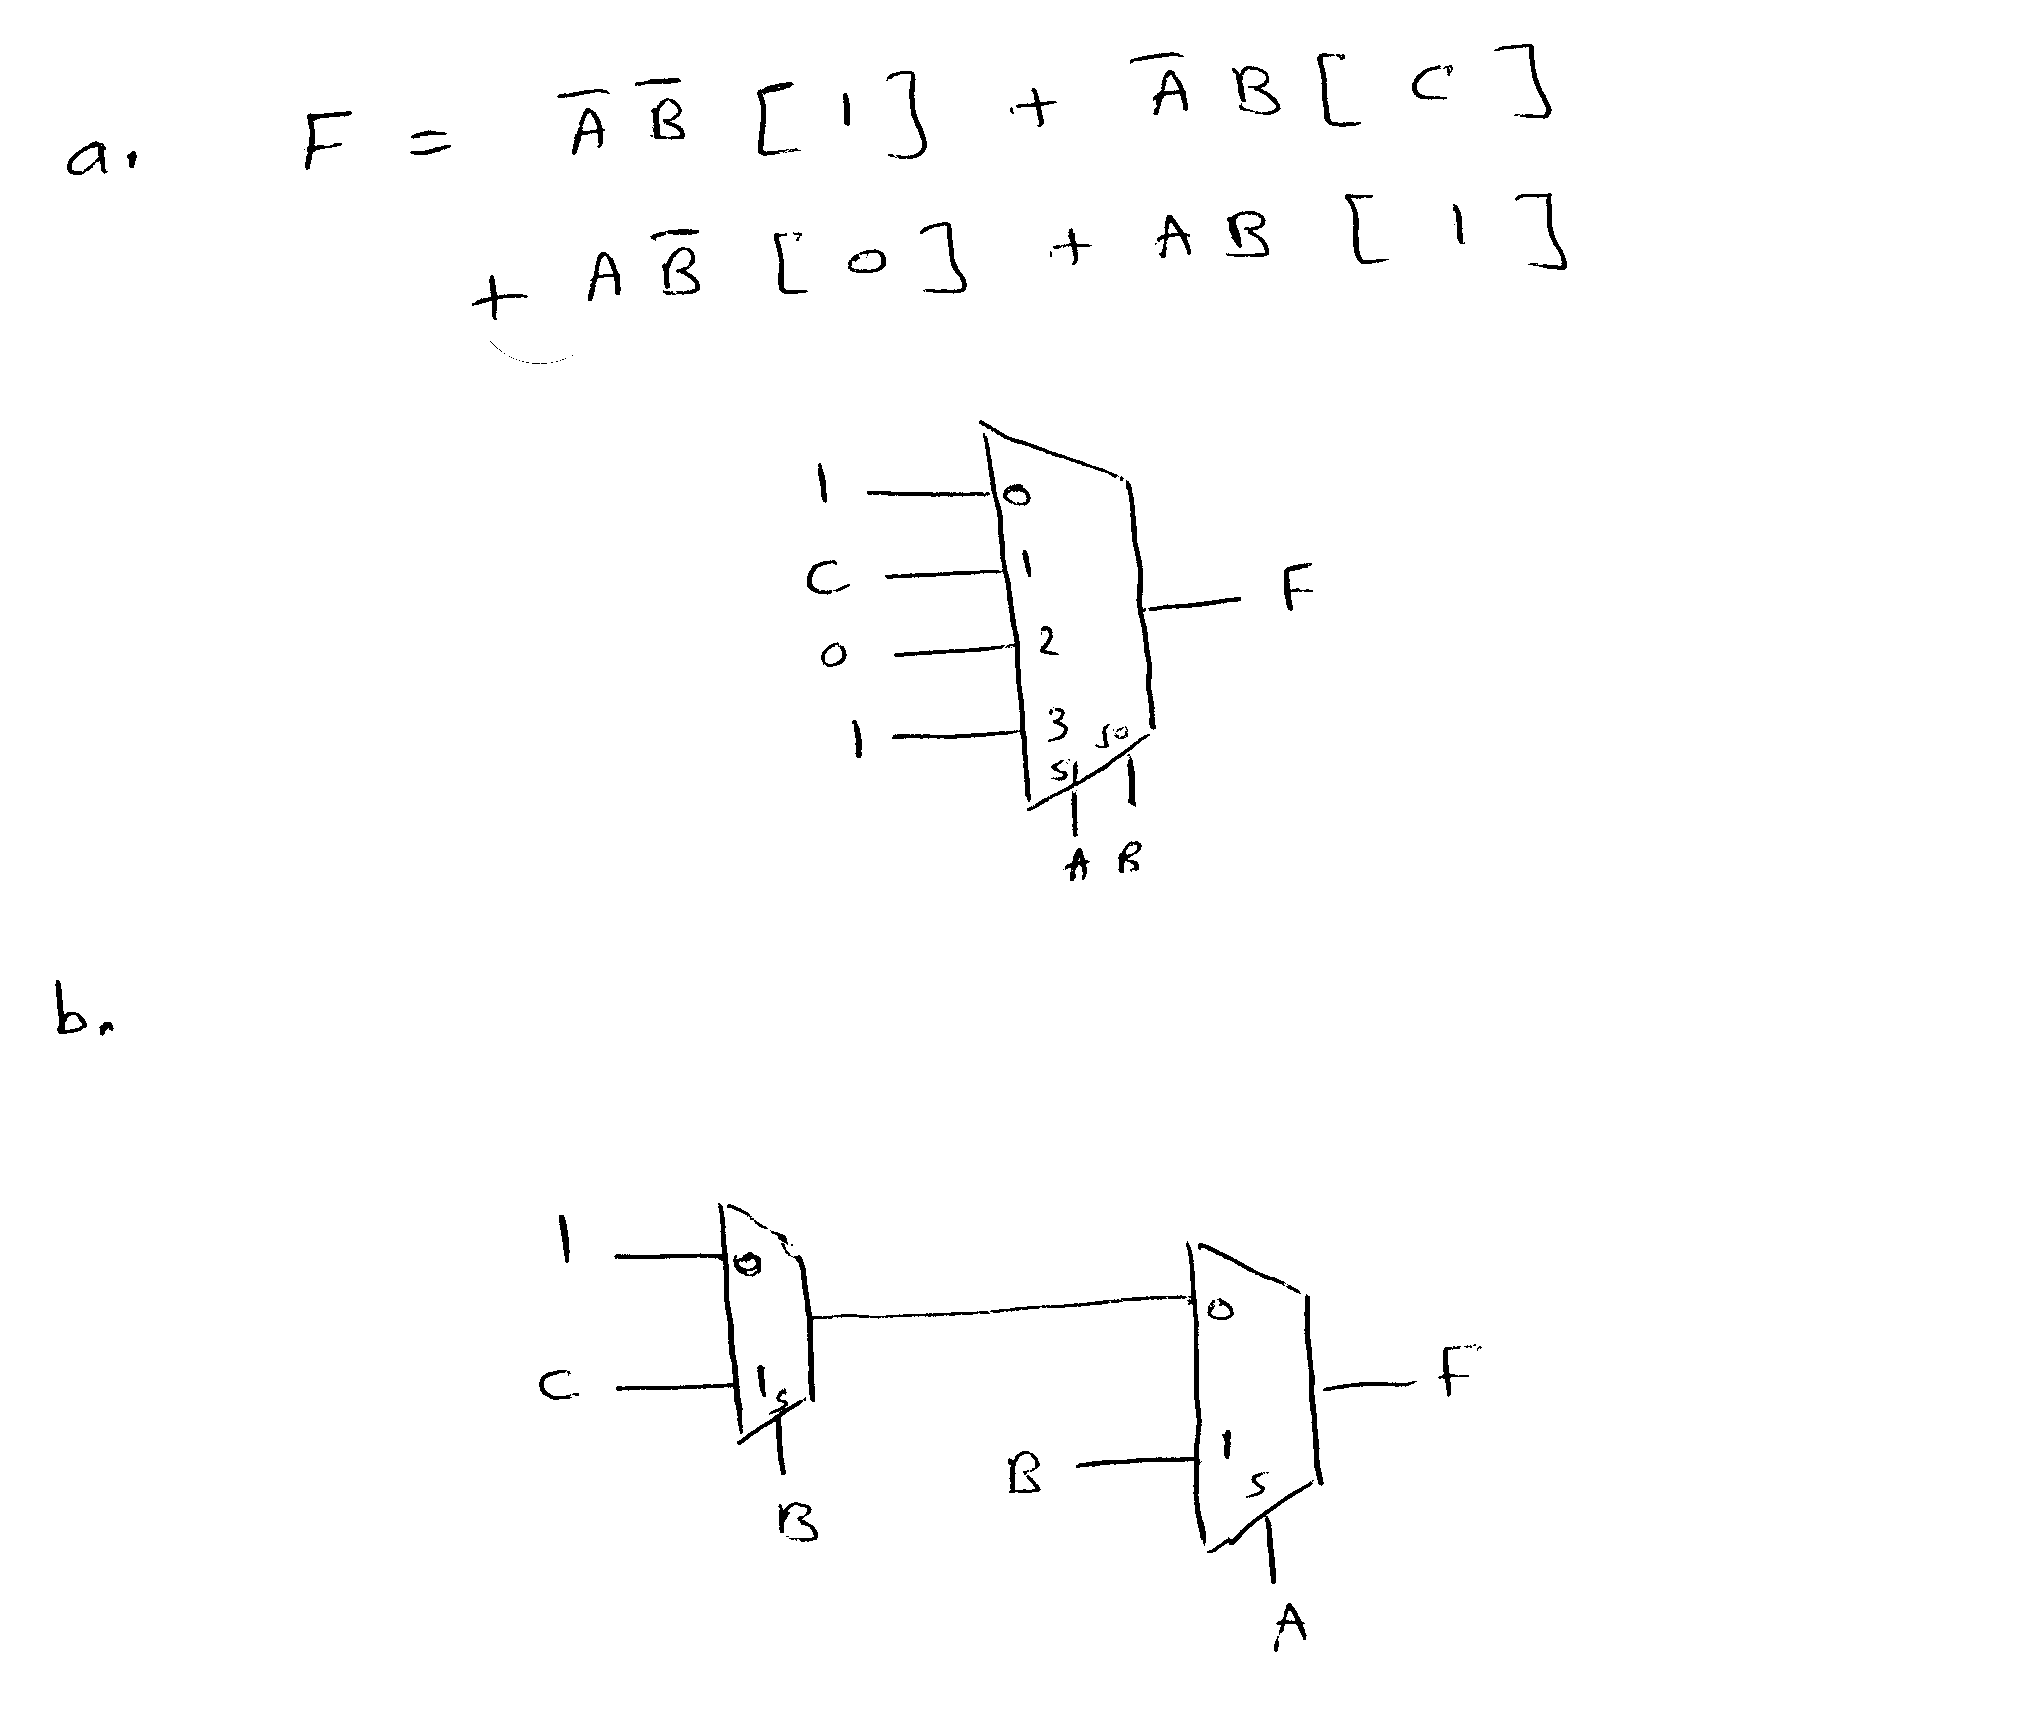 a. F = A̅ B̅ [ 1 ] + A̅ B [ C ]
+ A B̅ [ 0 ] + A B [ 1 ]
1 0
C 1 F
0 2
1 3 S0
S1
A B
b.
1 0
0
C 1 F
S
B 1
S
B
A